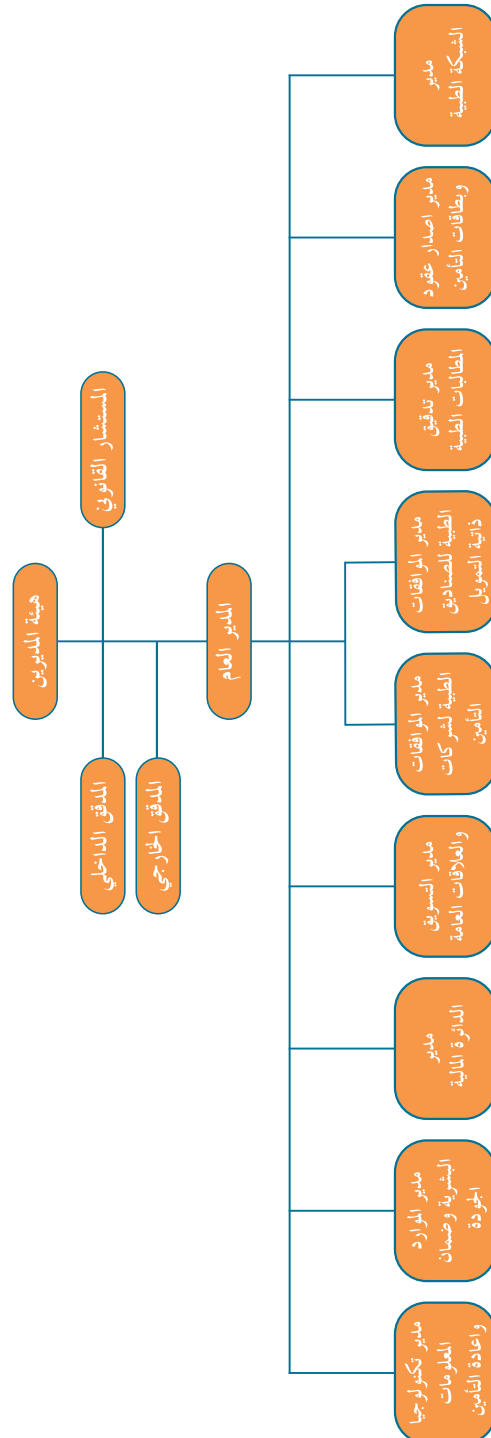 هيئة المديرين
المستشار القانوني
المدقق الداخلي
المدقق الخارجي
المدير العام
مدير
الشبكة الطبية
مدير اصدار عقود
وبطاقات التأمين
مدير تدقيق
المطالبات الطبية
مدير الموافقات
الطبية للصناديق
ذاتية التمويل
مدير الموافقات
الطبية لشركات
التأمين
مدير التسويق
والعلاقات العامة
مدير
الدائرة المالية
مدير الموارد
البشرية وضمان
الجودة
مدير تكنولوجيا
المعلومات
واعادة التأمين